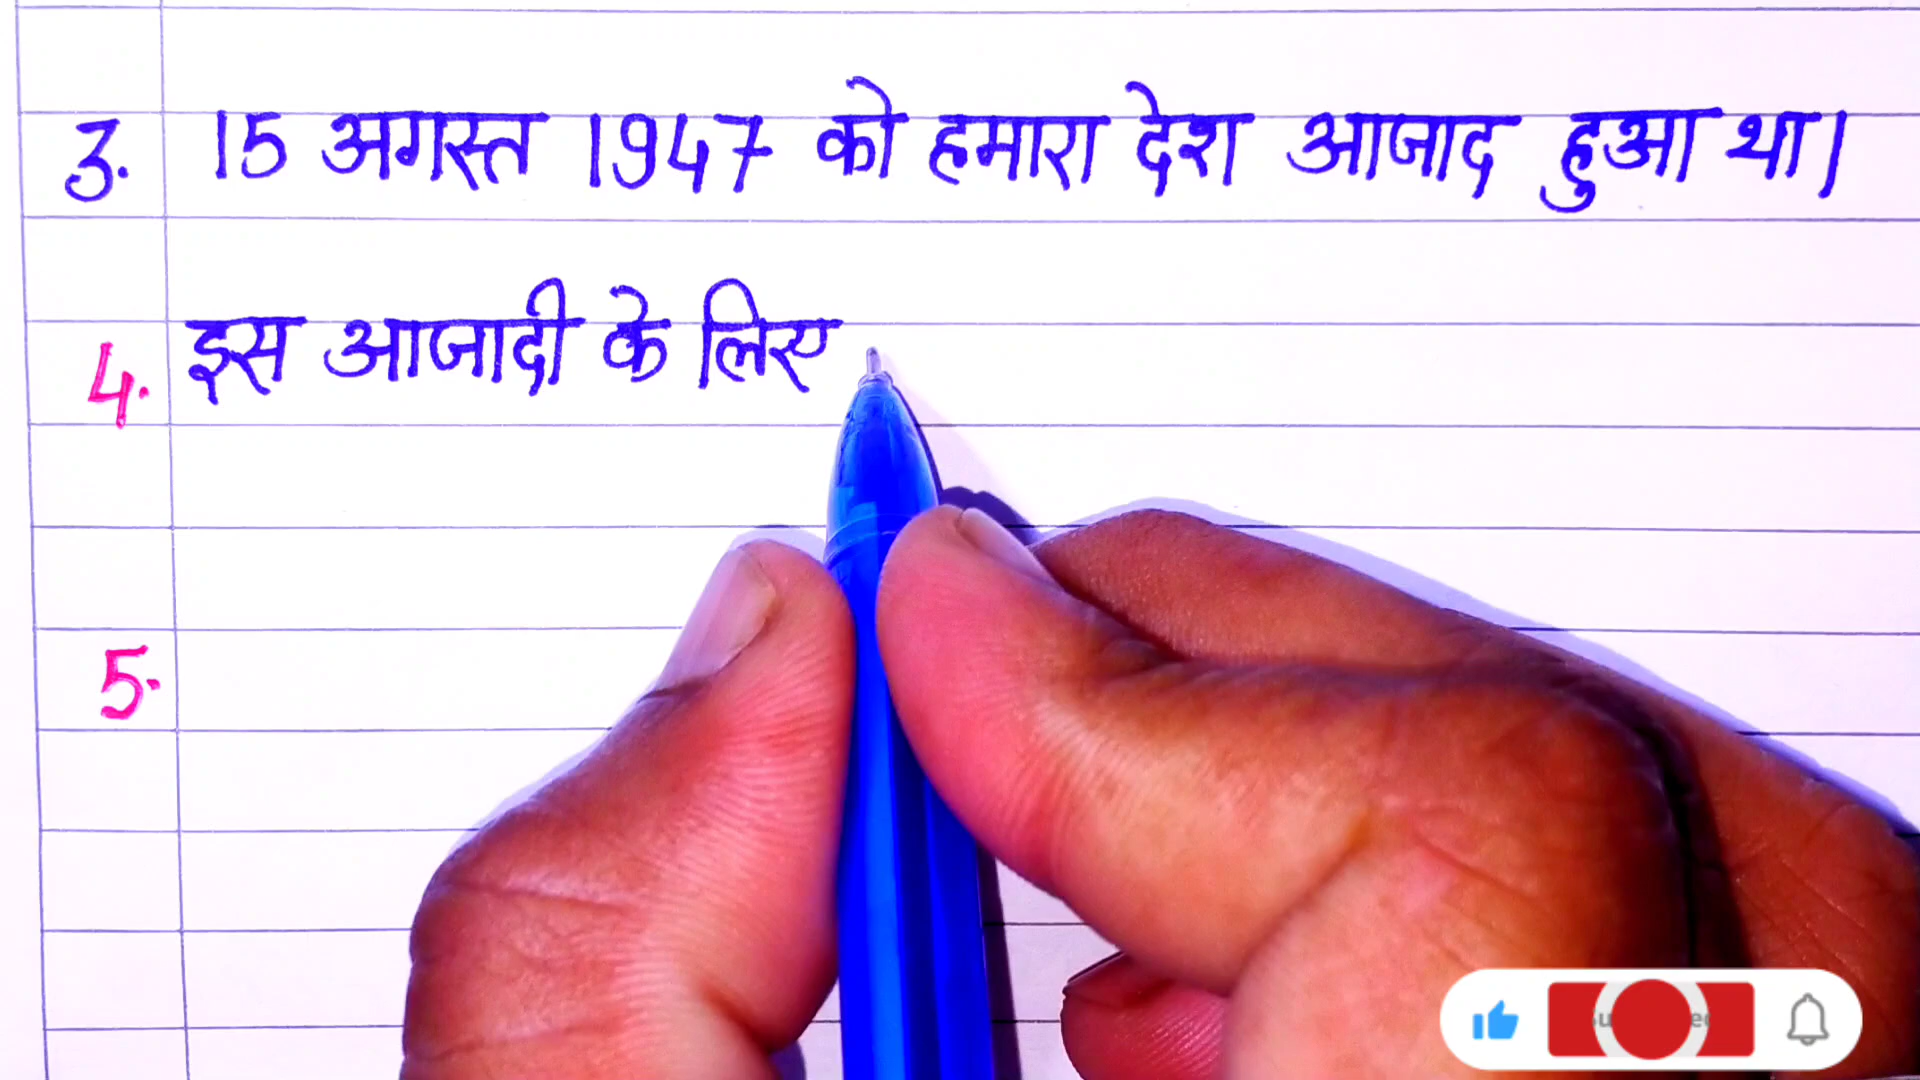 3. 15 अगस्त 1947 को हमारा देश आजाद हुआ था।
4. इस आजादी के लिए
5.